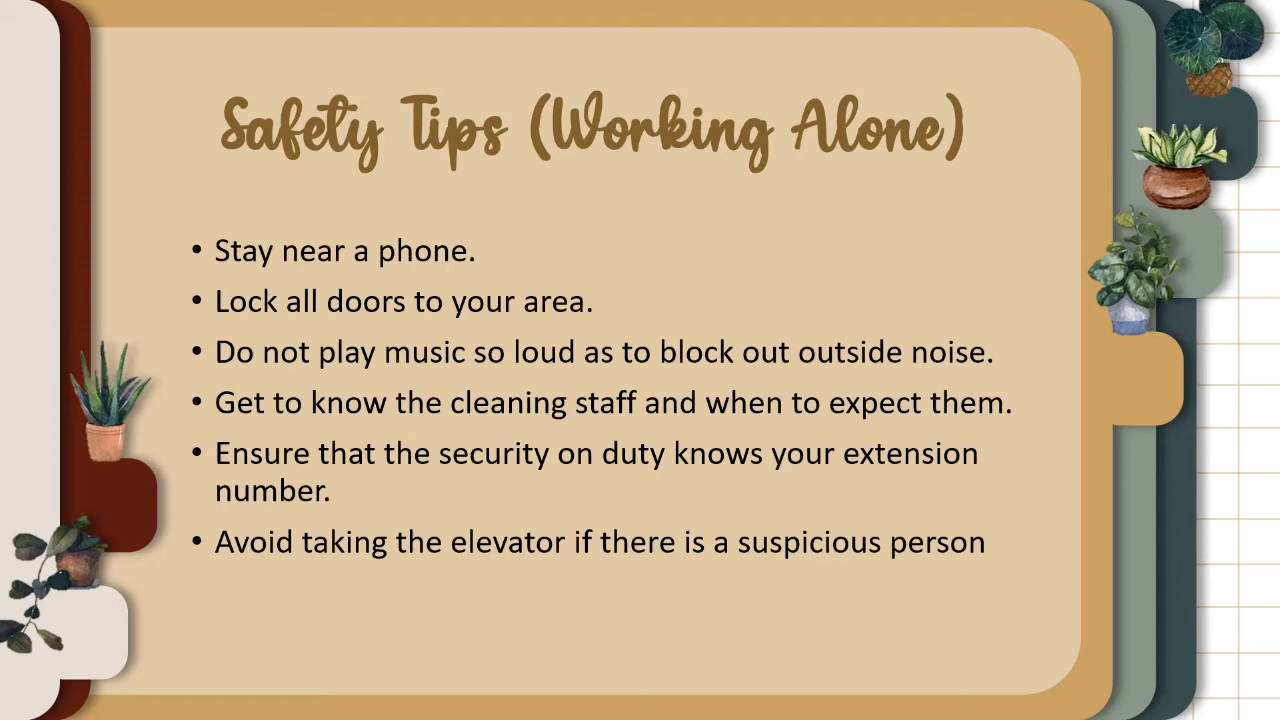 Safety Tips (Working Alone)
• Stay near a phone.
• Lock all doors to your area.
• Do not play music so loud as to block out outside noise.
• Get to know the cleaning staff and when to expect them.
• Ensure that the security on duty knows your extension
number.
• Avoid taking the elevator if there is a suspicious person